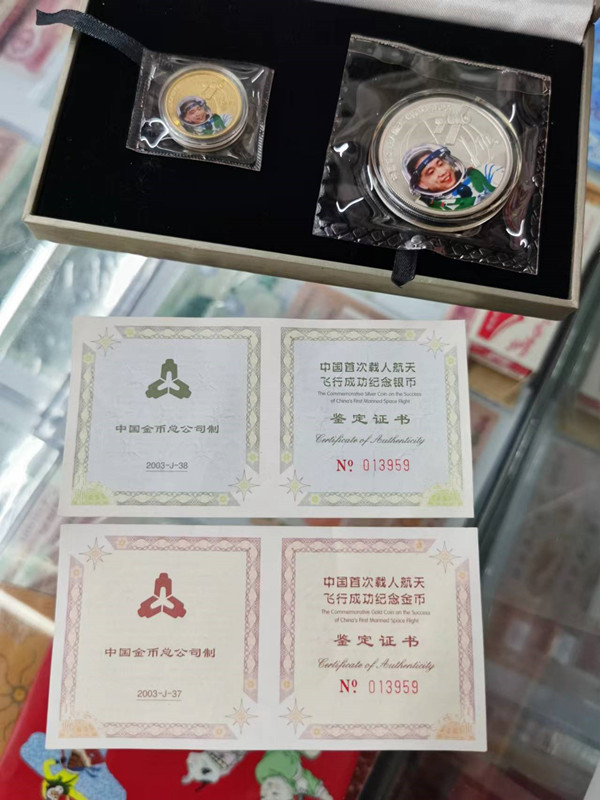 中国金币总公司制
2003-J-38
中国首次载人航天
飞行成功纪念银币
The Commemorative Silver Coin on the Success
of China's First Manned Space Flight
鉴定证书
Certificate of Authenticity
Nº 013959
中国金币总公司制
2003-J-37
中国首次载人航天
飞行成功纪念金币
The Commemorative Gold Coin on the Success
of China's First Manned Space Flight
鉴定证书
Certificate of Authenticity
Nº 013959